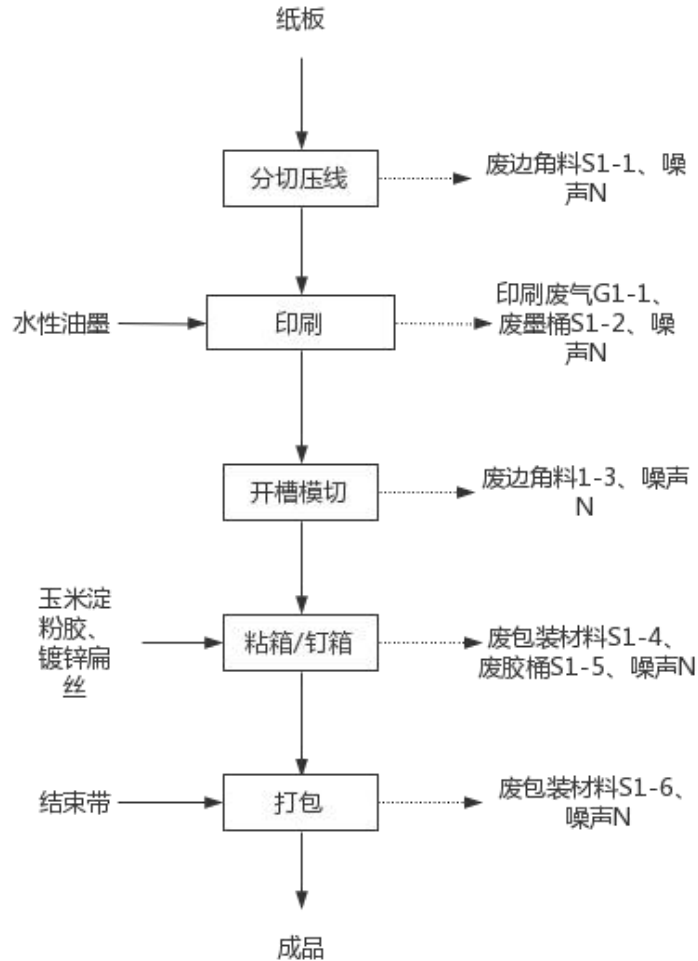 纸板
分切压线
废边角料S1-1、噪
声N
水性油墨
印刷
印刷废气G1-1、
废墨桶S1-2、噪
声N
开槽模切
废边角料1-3、噪声
N
玉米淀
粉胶、
镀锌扁
丝
粘箱/钉箱
废包装材料S1-4、
废胶桶S1-5、噪声N
结束带
打包
废包装材料S1-6、
噪声N
成品